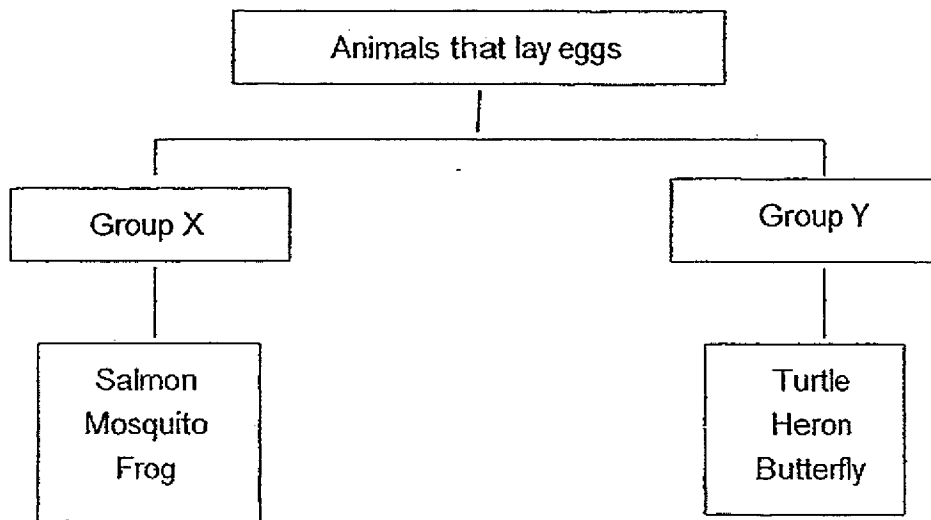 Animals that lay eggs
Group X
Group Y
Salmon
Mosquito
Frog
Turtle
Heron
Butterfly